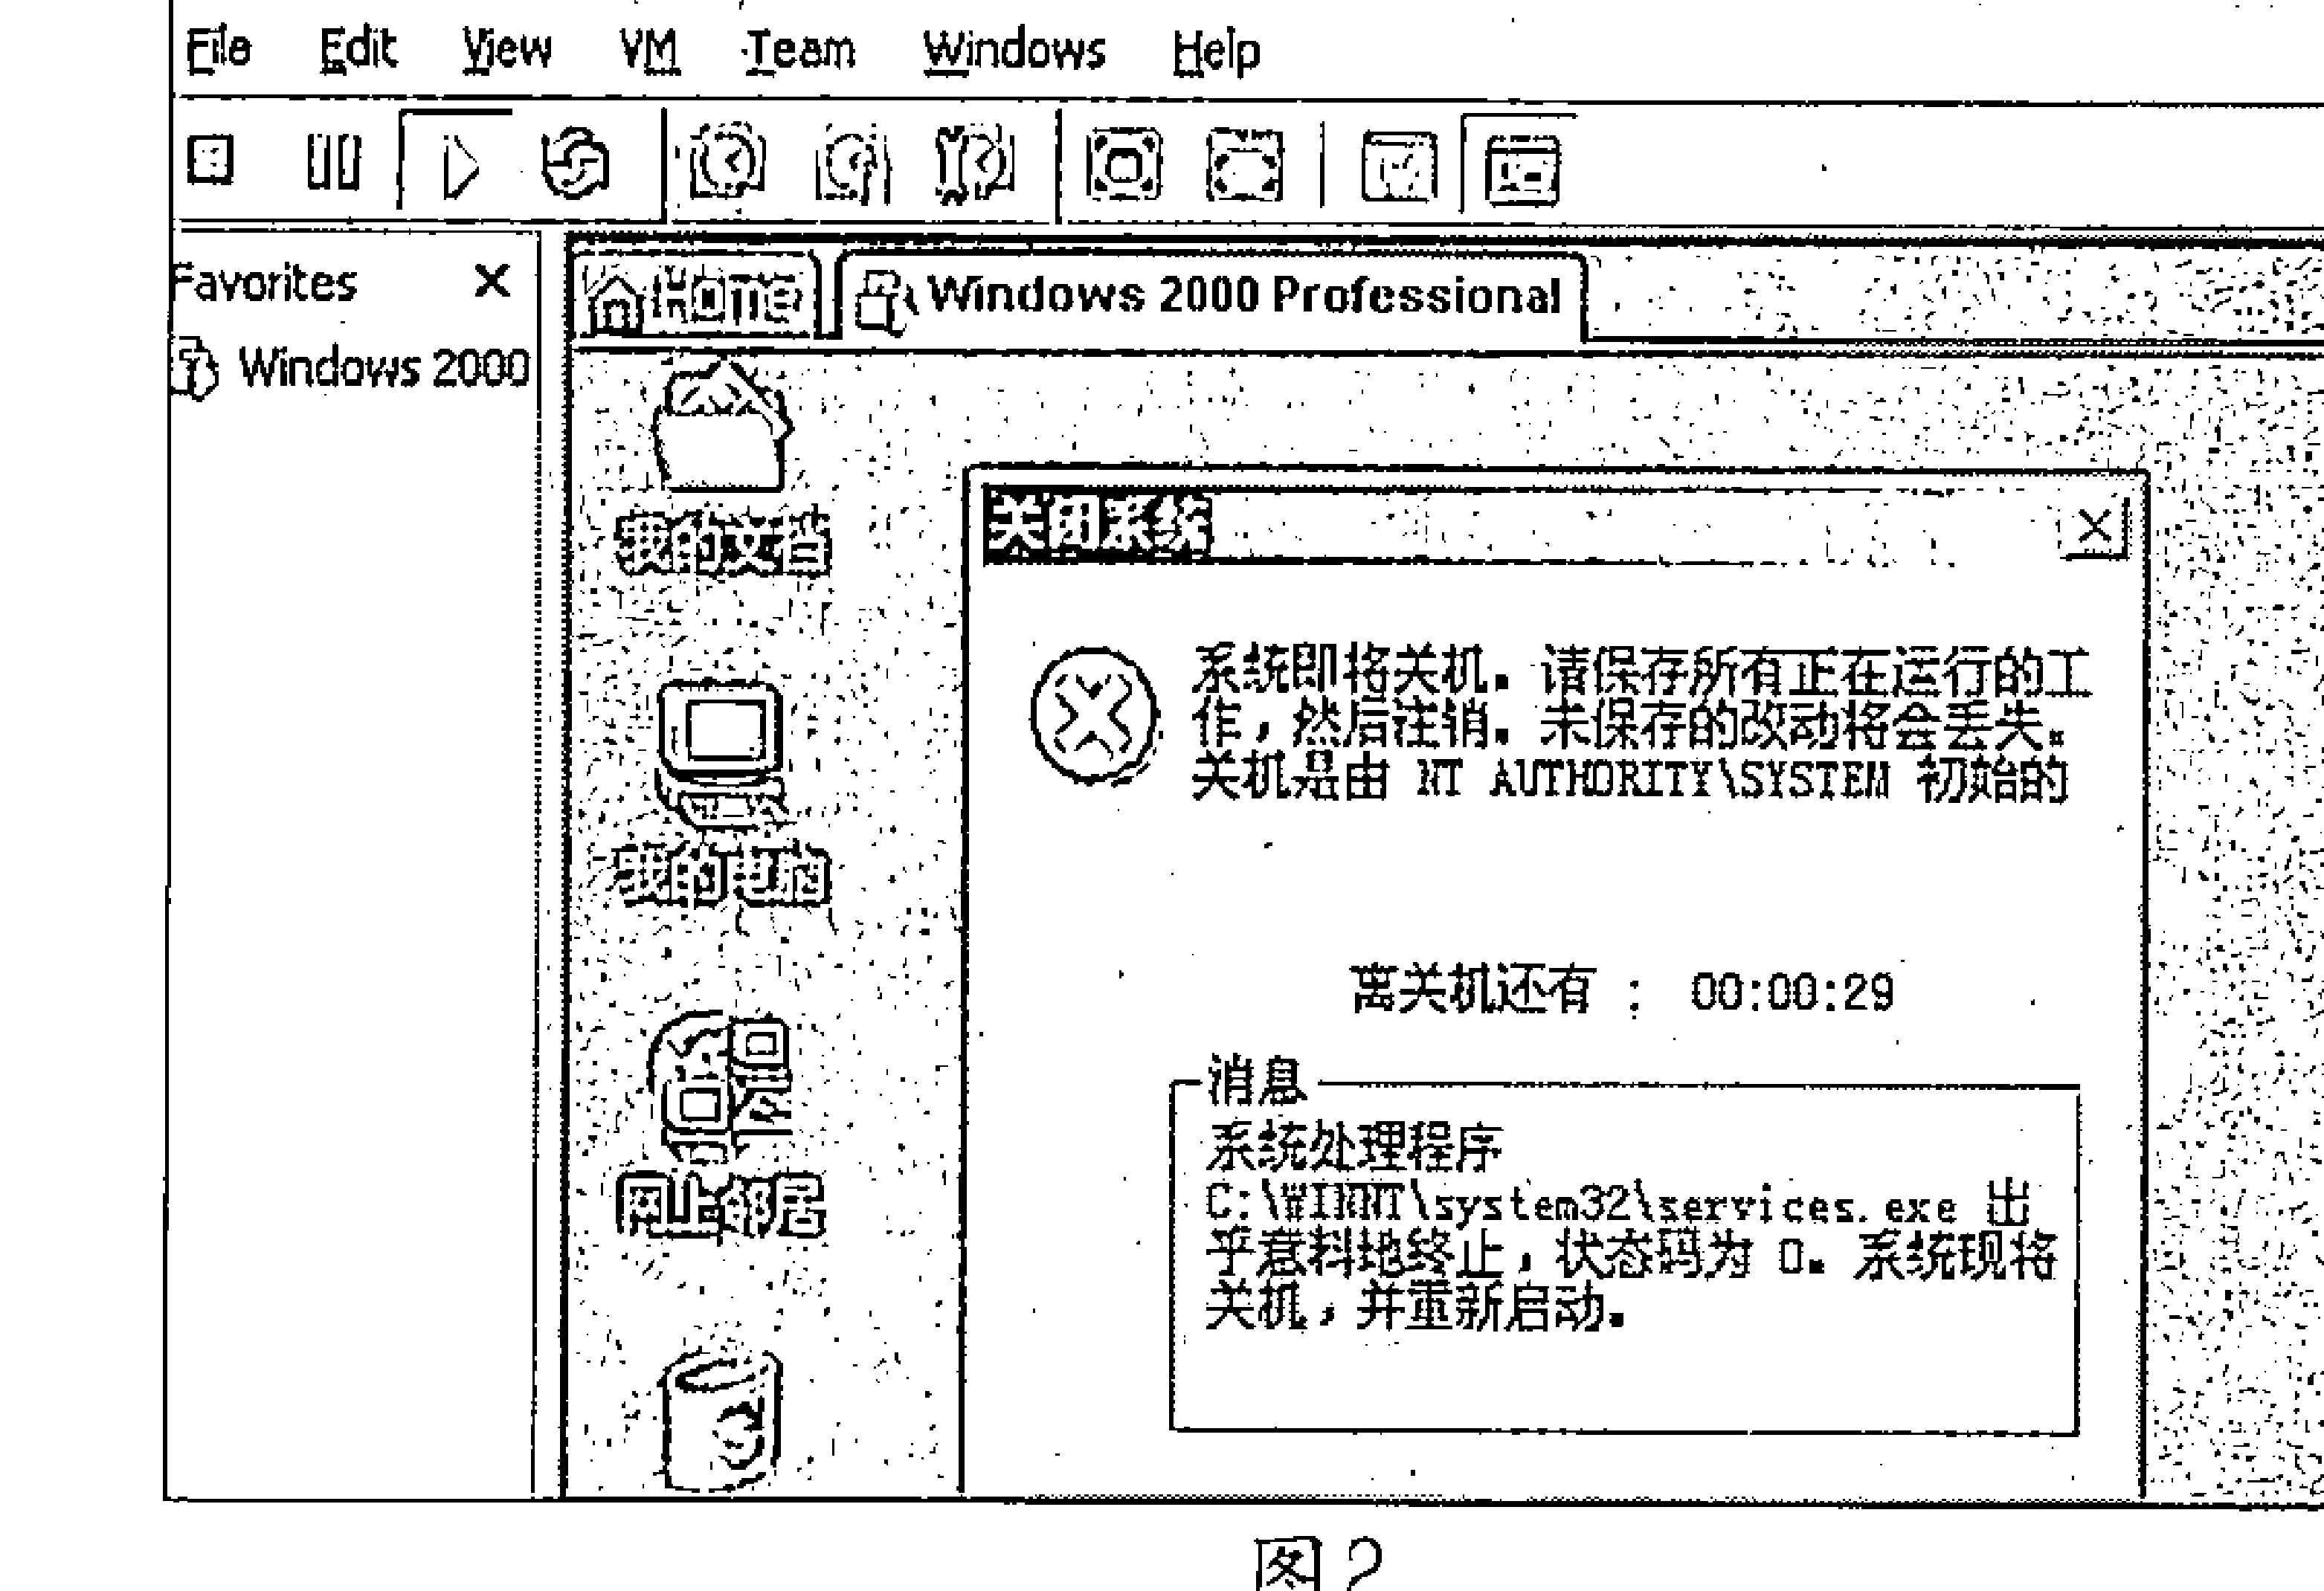 File Edit View VM Team Windows Help
Favorites
Home Windows 2000 Professional
Windows 2000
我的文档
关闭系统
系统即将关机。请保存所有正在运行的工
作，然后注销。未保存的改动将会丢失。
关机是由 NT AUTHORITY\SYSTEM 初始的
我的电脑
离关机还有 : 00:00:29
消息
系统处理程序
C:\WINNT\system32\services.exe 出
乎意料地终止，状态码为 0。系统现将
关机，并重新启动。
网上邻居
图2